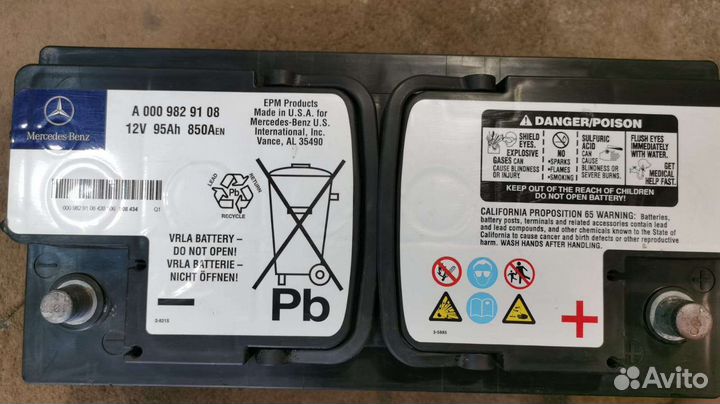 Mercedes-Benz
A 000 982 91 08
12V 95Ah 850AEN
EPM Products
Made in U.S.A. for
Mercedes-Benz U.S.
International, Inc.
Vance, AL 35490
LEAD
RETURN
Pb
RECYCLE
VRLA BATTERY –
DO NOT OPEN!
VRLA BATTERIE –
NICHT ÖFFNEN!
Pb
3-6215
DANGER/POISON
SHIELD
EYES.
EXPLOSIVE
GASES CAN
CAUSE BLINDNESS
OR INJURY.
NO
•SPARKS
•FLAMES
•SMOKING
SULFURIC
ACID
CAN
CAUSE
BLINDNESS OR
SEVERE BURNS.
FLUSH EYES
IMMEDIATELY
WITH WATER.
GET
MEDICAL
HELP FAST.
KEEP OUT OF THE REACH OF CHILDREN
DO NOT OPEN BATTERY!
CALIFORNIA PROPOSITION 65 WARNING: Batteries,
battery posts, terminals and related accessories contain lead
and lead compounds, and other chemicals known to the State of
California to cause cancer and birth defects or other reproductive
harm. WASH HANDS AFTER HANDLING.
Avito